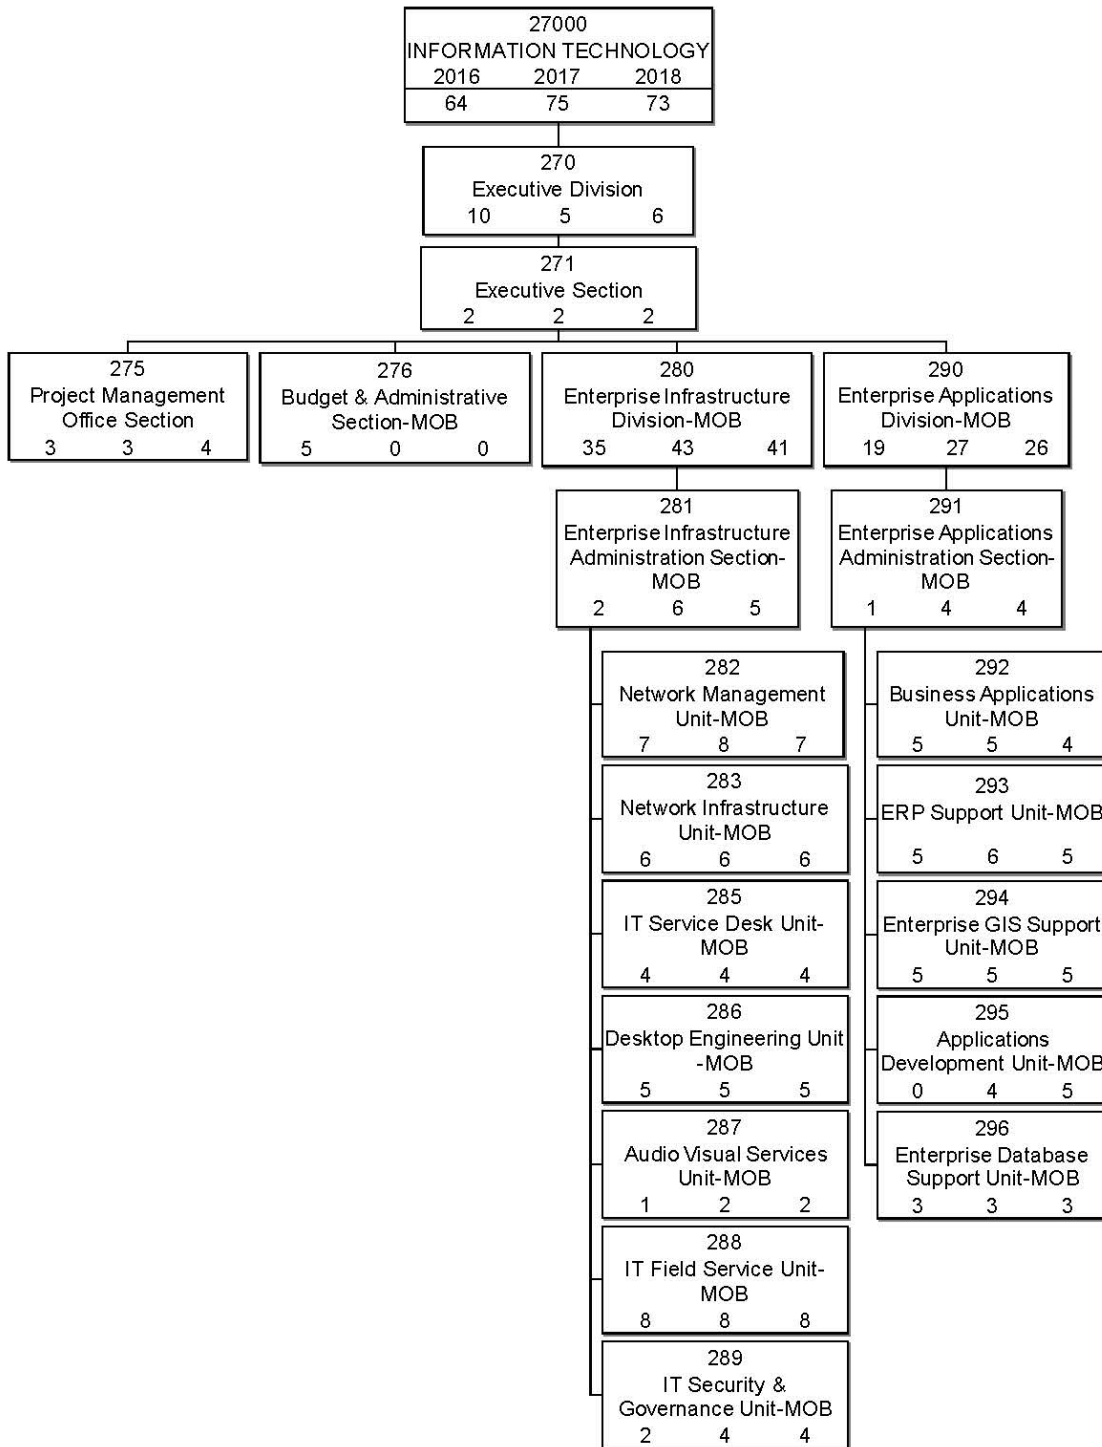 27000
INFORMATION TECHNOLOGY
2016 2017 2018
64 75 73
270
Executive Division
10 5 6
271
Executive Section
2 2 2
275
Project Management
Office Section
3 3 4
276
Budget & Administrative
Section-MOB
5 0 0
280
Enterprise Infrastructure
Division-MOB
35 43 41
290
Enterprise Applications
Division-MOB
19 27 26
281
Enterprise Infrastructure
Administration Section-
MOB
2 6 5
291
Enterprise Applications
Administration Section-
MOB
1 4 4
282
Network Management
Unit-MOB
7 8 7
283
Network Infrastructure
Unit-MOB
6 6 6
285
IT Service Desk Unit-
MOB
4 4 4
286
Desktop Engineering Unit
-MOB
5 5 5
287
Audio Visual Services
Unit-MOB
1 2 2
288
IT Field Service Unit-
MOB
8 8 8
289
IT Security &
Governance Unit-MOB
2 4 4
292
Business Applications
Unit-MOB
5 5 4
293
ERP Support Unit-MOB
5 6 5
294
Enterprise GIS Support
Unit-MOB
5 5 5
295
Applications
Development Unit-MOB
0 4 5
296
Enterprise Database
Support Unit-MOB
3 3 3